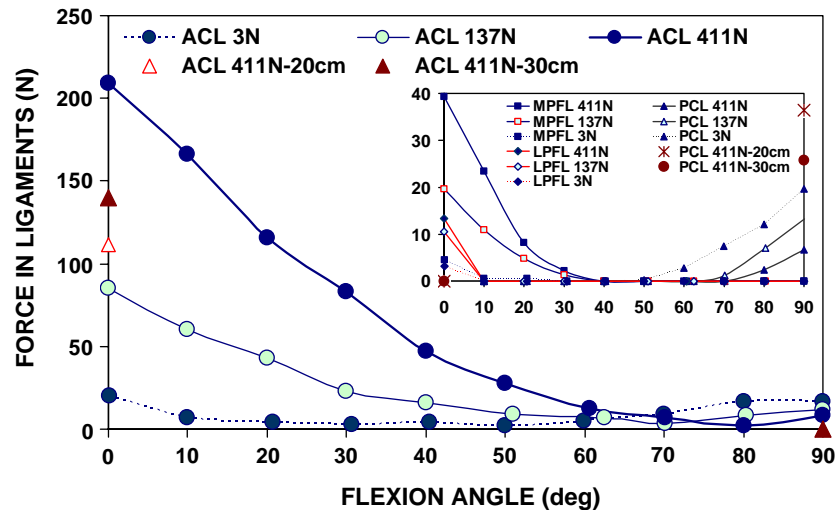 ACL 3N ACL 137N ACL 411N
ACL 411N-20cm ACL 411N-30cm
FORCE IN LIGAMENTS (N)
250
200
150
100
50
0
0 10 20 30 40 50 60 70 80 90
FLEXION ANGLE (deg)
MPFL 411N PCL 411N
MPFL 137N PCL 137N
MPFL 3N PCL 3N
LPFL 411N PCL 411N-20cm
LPFL 137N PCL 411N-30cm
LPFL 3N
40
30
20
10
0
0 10 20 30 40 50 60 70 80 90